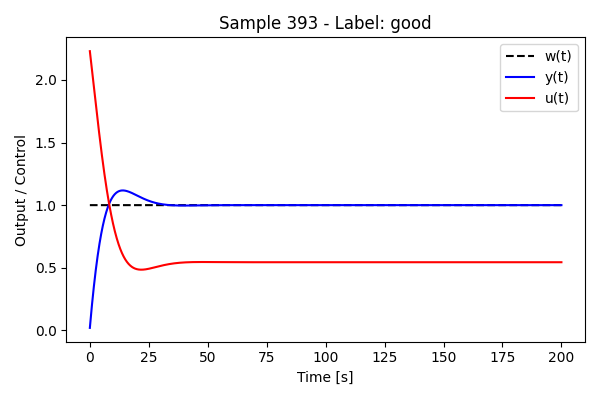 Sample 393 - Label: good
w(t)
y(t)
u(t)
Output / Control
2.0
1.5
1.0
0.5
0.0
0 25 50 75 100 125 150 175 200
Time [s]